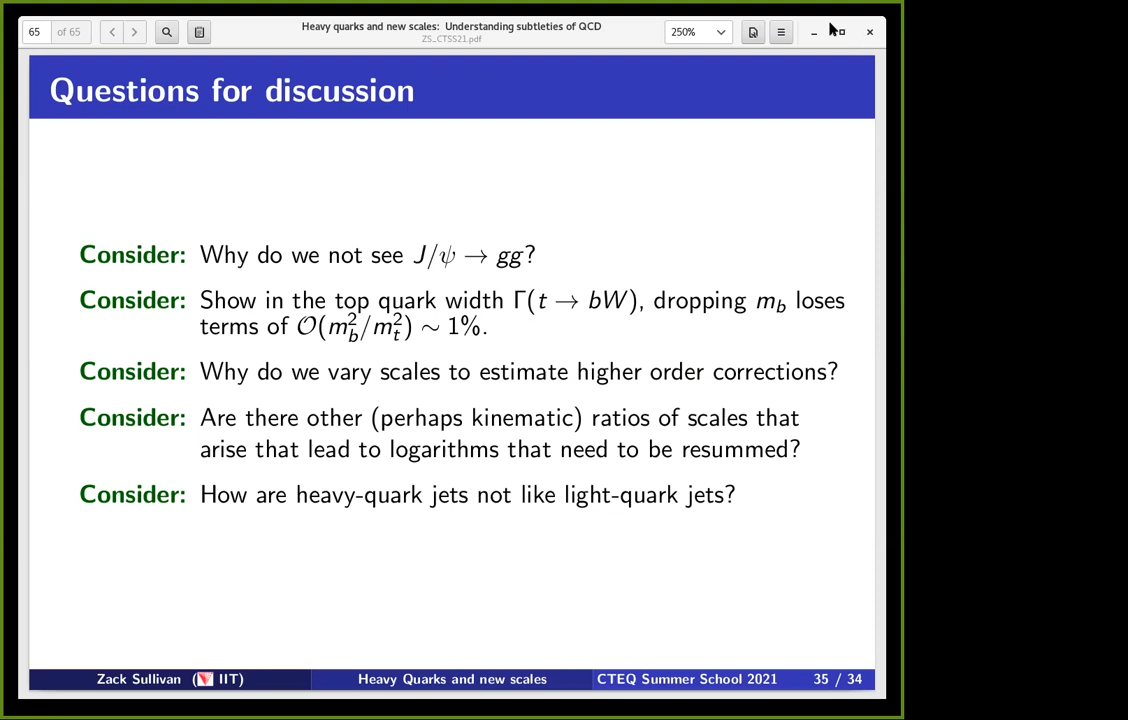 65 of 65
Heavy quarks and new scales: Understanding subtleties of QCD
ZS_CTSS21.pdf
250%
Questions for discussion
Consider: Why do we not see J/ψ → gg?
Consider: Show in the top quark width Γ(t → bW), dropping m_b loses
terms of 𝒪(m_b²/m_t²) ∼ 1%.
Consider: Why do we vary scales to estimate higher order corrections?
Consider: Are there other (perhaps kinematic) ratios of scales that
arise that lead to logarithms that need to be resummed?
Consider: How are heavy-quark jets not like light-quark jets?
Zack Sullivan ( IIT) Heavy Quarks and new scales CTEQ Summer School 2021 35 / 34